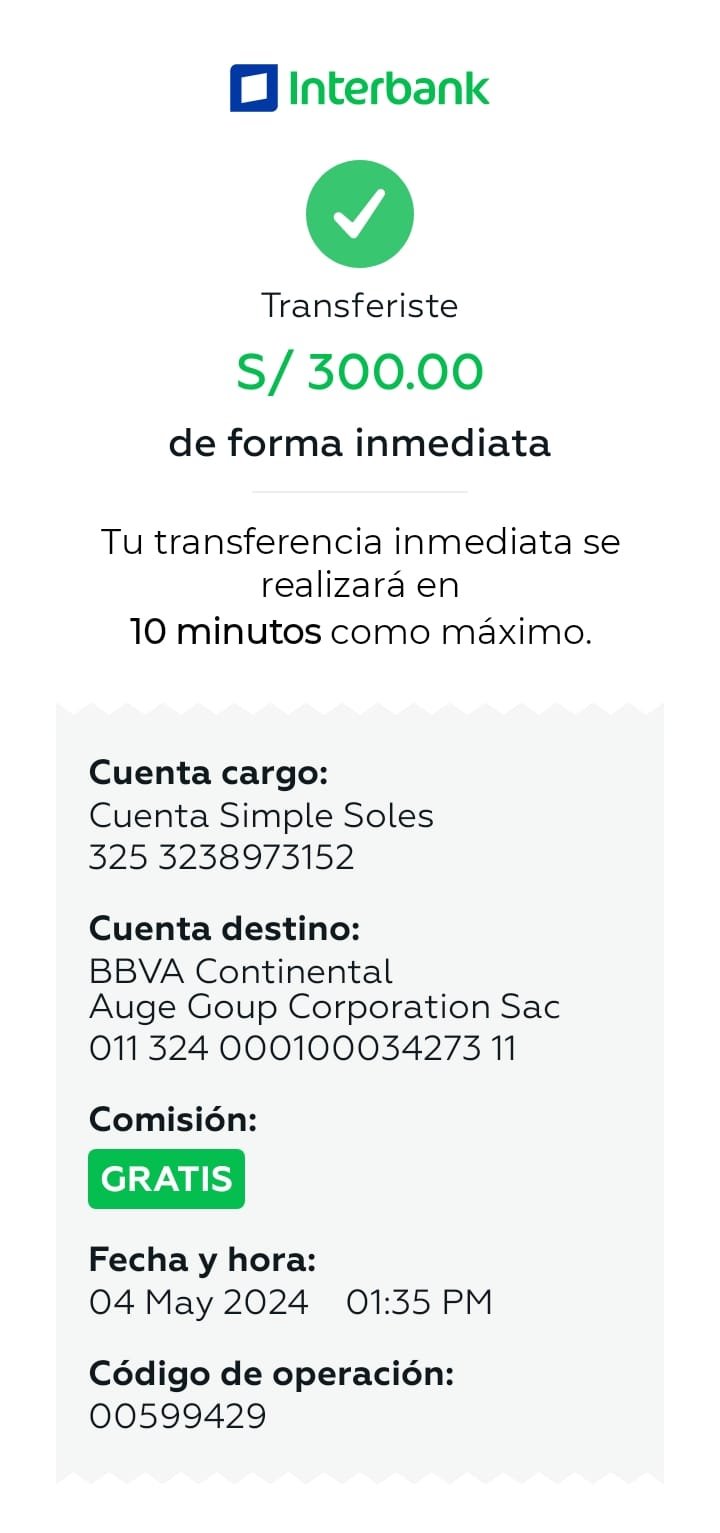 Interbank
Transferiste
S/ 300.00
de forma inmediata
Tu transferencia inmediata se
realizará en
10 minutos como máximo.
Cuenta cargo:
Cuenta Simple Soles
325 3238973152
Cuenta destino:
BBVA Continental
Auge Goup Corporation Sac
011 324 000100034273 11
Comisión:
GRATIS
Fecha y hora:
04 May 2024 01:35 PM
Código de operación:
00599429